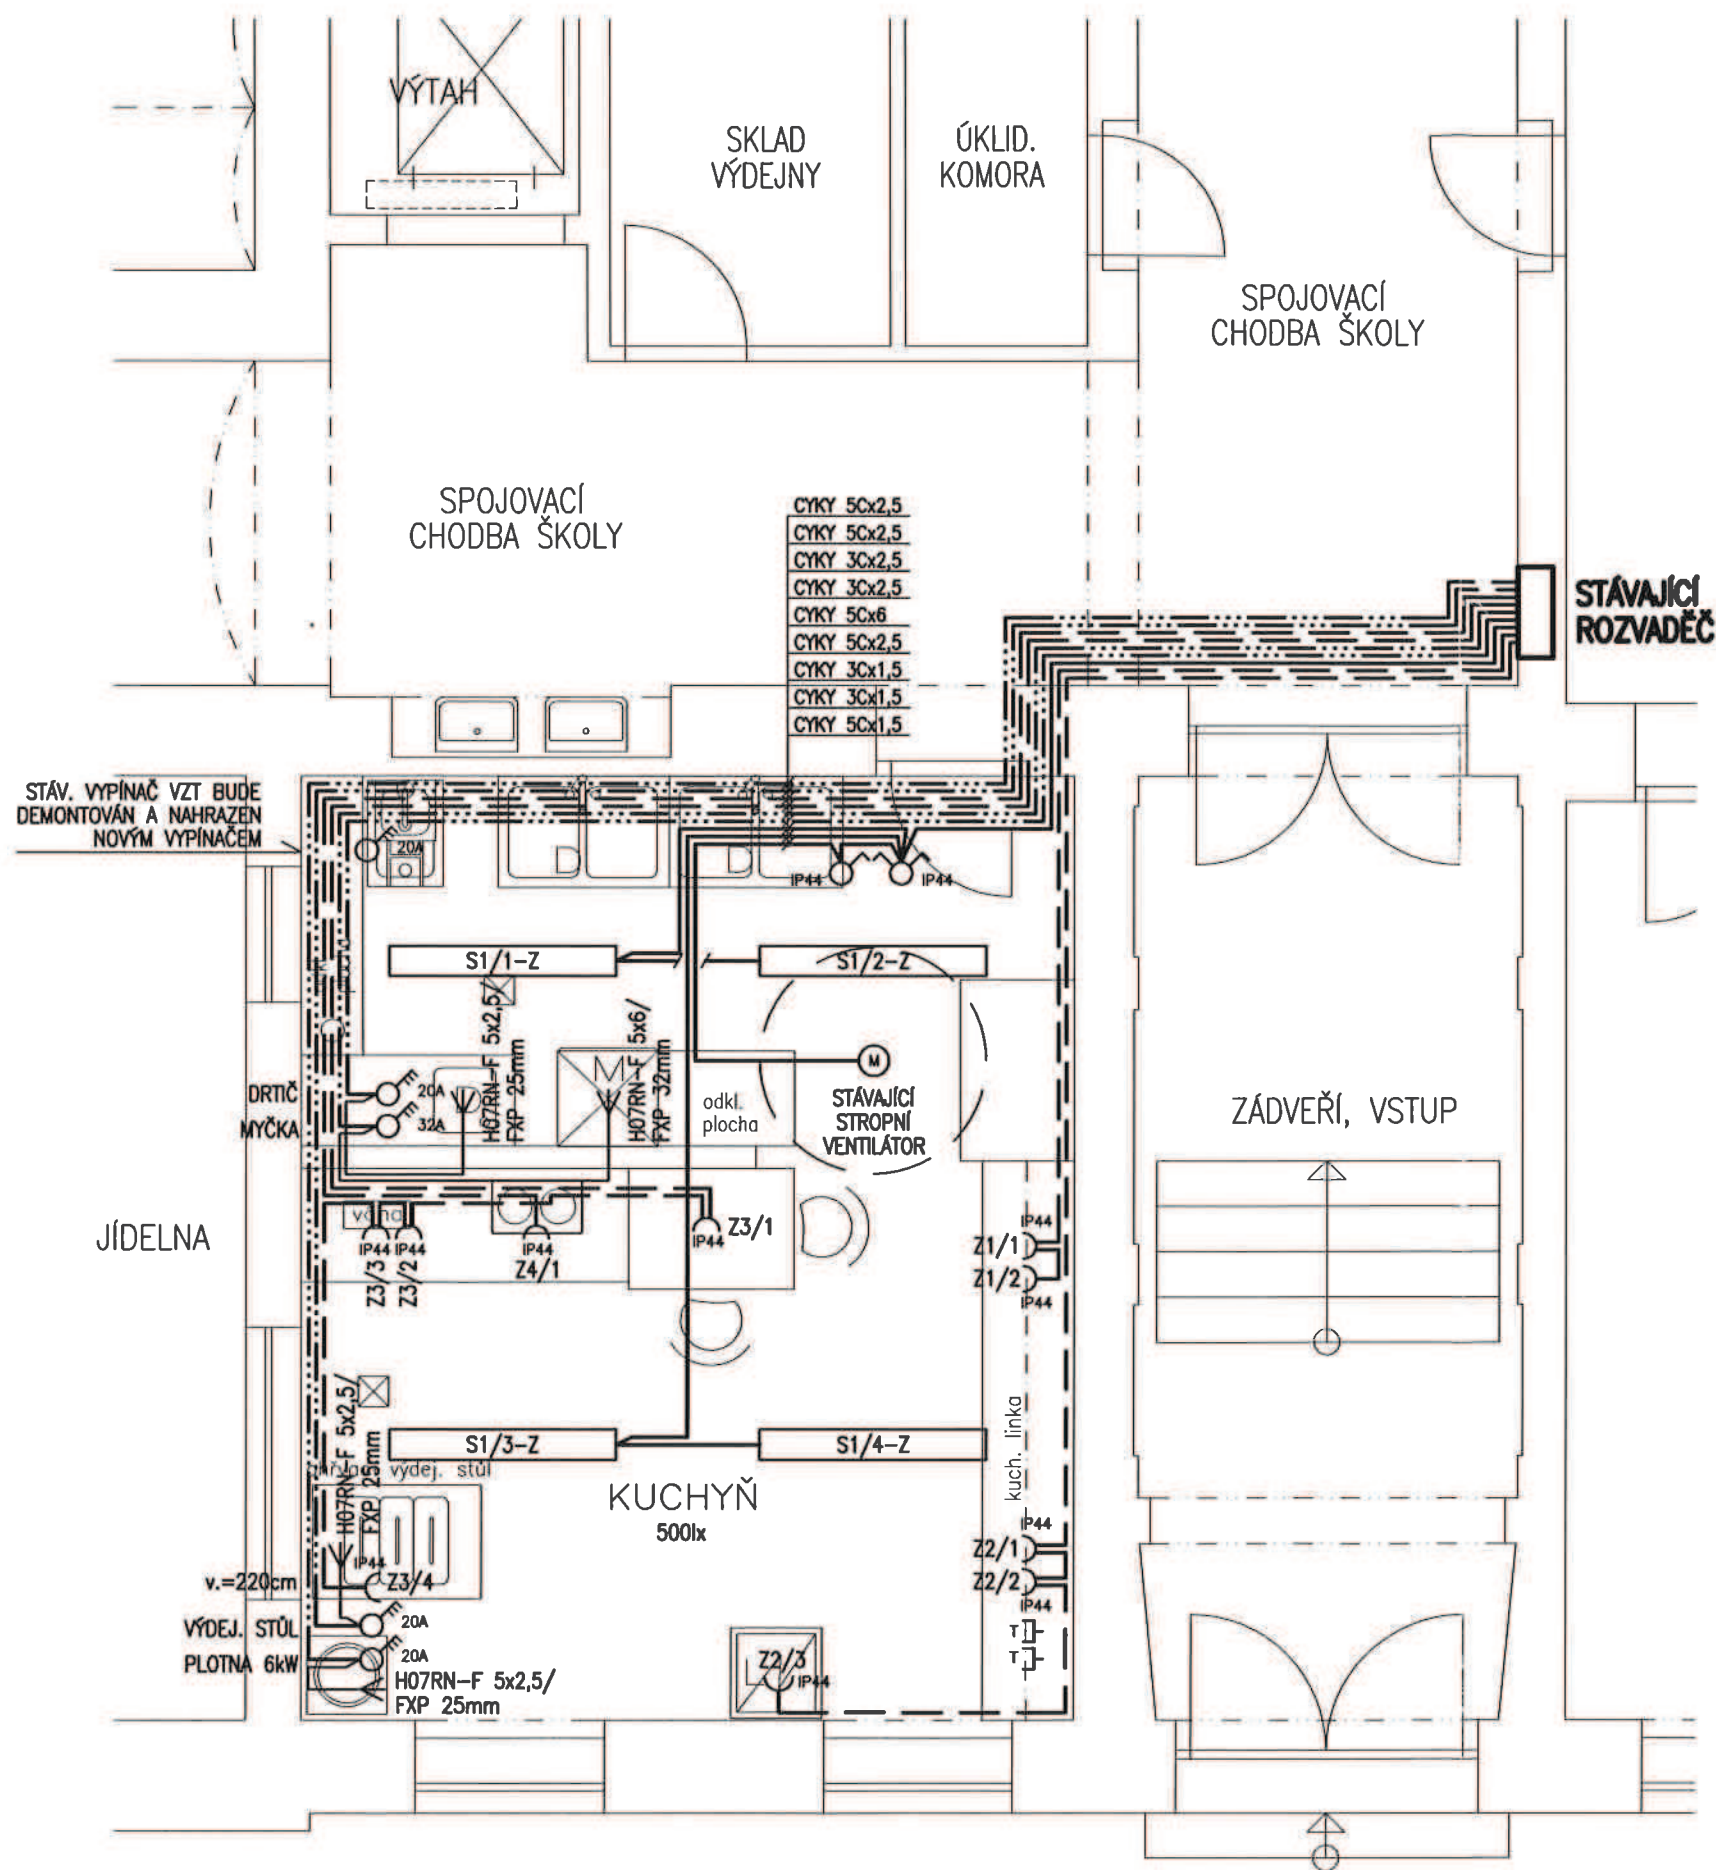 VÝTAH
SKLAD
VÝDEJNY
ÚKLID.
KOMORA
SPOJOVACÍ
CHODBA ŠKOLY
SPOJOVACÍ
CHODBA ŠKOLY
CYKY 5Cx2,5
CYKY 5Cx2,5
CYKY 3Cx2,5
CYKY 3Cx2,5
CYKY 5Cx6
CYKY 5Cx2,5
CYKY 3Cx1,5
CYKY 3Cx1,5
CYKY 5Cx1,5
STÁVAJÍCÍ
ROZVADĚČ
STÁV. VYPÍNAČ VZT BUDE
DEMONTOVÁN A NAHRAZEN
NOVÝM VYPÍNAČEM
20A
D
D
IP44
IP44
S1/1-Z
S1/2-Z
H07RN-F 5x2,5/
FXP 25mm
M
H07RN-F 5x6/
FXP 32mm
odkl.
plocha
M
STÁVAJÍCÍ
STROPNÍ
VENTILÁTOR
DRTIČ
20A
D
MYČKA
32A
ZÁDVEŘÍ, VSTUP
JÍDELNA
váha
IP44
IP44
Z3/3
Z3/2
IP44
Z4/1
IP44
Z3/1
IP44
Z1/1
Z1/2
IP44
S1/3-Z
S1/4-Z
H07RN-F 5x2,5/
FXP 25mm
výdej. stůl
KUCHYŇ
500lx
kuch. linka
IP44
Z2/1
Z2/2
IP44
T
T
IP44
v.=220cm
Z3/4
VÝDEJ. STŮL
20A
PLOTNA 6kW
20A
H07RN-F 5x2,5/
FXP 25mm
Z2/3
L
IP44